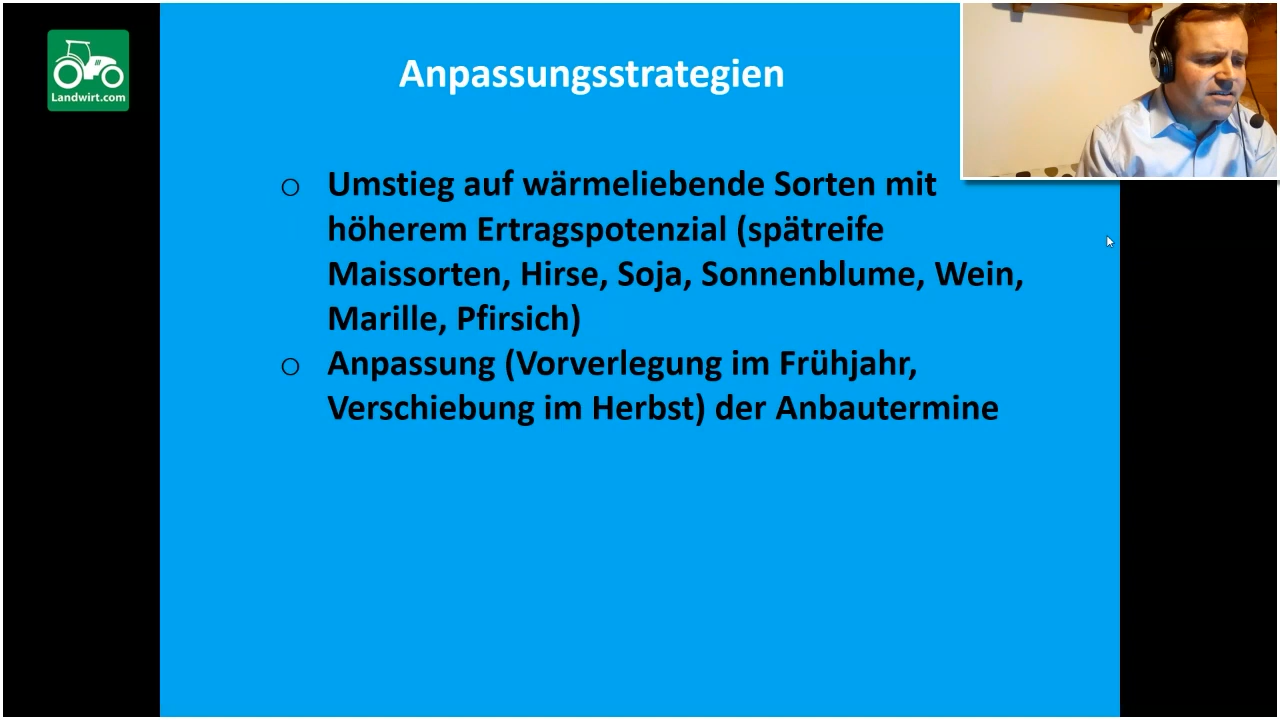 Landwirt.com
Anpassungsstrategien
o Umstieg auf wärmeliebende Sorten mit
höherem Ertragspotenzial (spätreife
Maissorten, Hirse, Soja, Sonnenblume, Wein,
Marille, Pfirsich)
o Anpassung (Vorverlegung im Frühjahr,
Verschiebung im Herbst) der Anbautermine